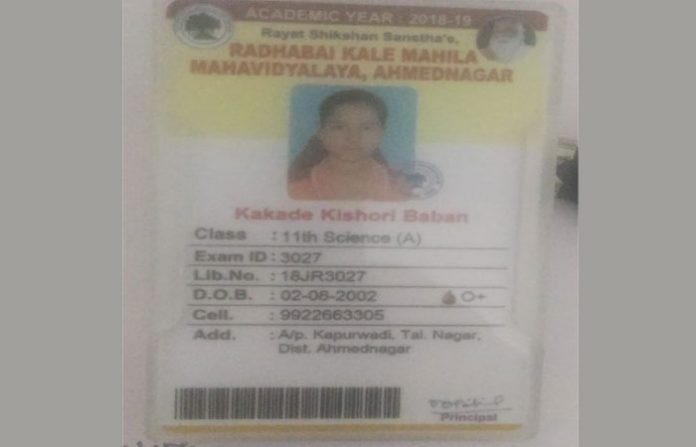 ACADEMIC YEAR : 2018-19
Rayat Shikshan Sanstha's,
RADHABAI KALE MAHILA
MAHAVIDYALAYA, AHMEDNAGAR
Kakade Kishori Baban
Class : 11th Science (A)
Exam ID : 3027
Lib.No. : 18JR3027
D.O.B. : 02-08-2002 O+
Cell. : 9922663305
Add. : A/p. Kapurwadi, Tal. Nagar,
Dist. Ahmednagar
Principal